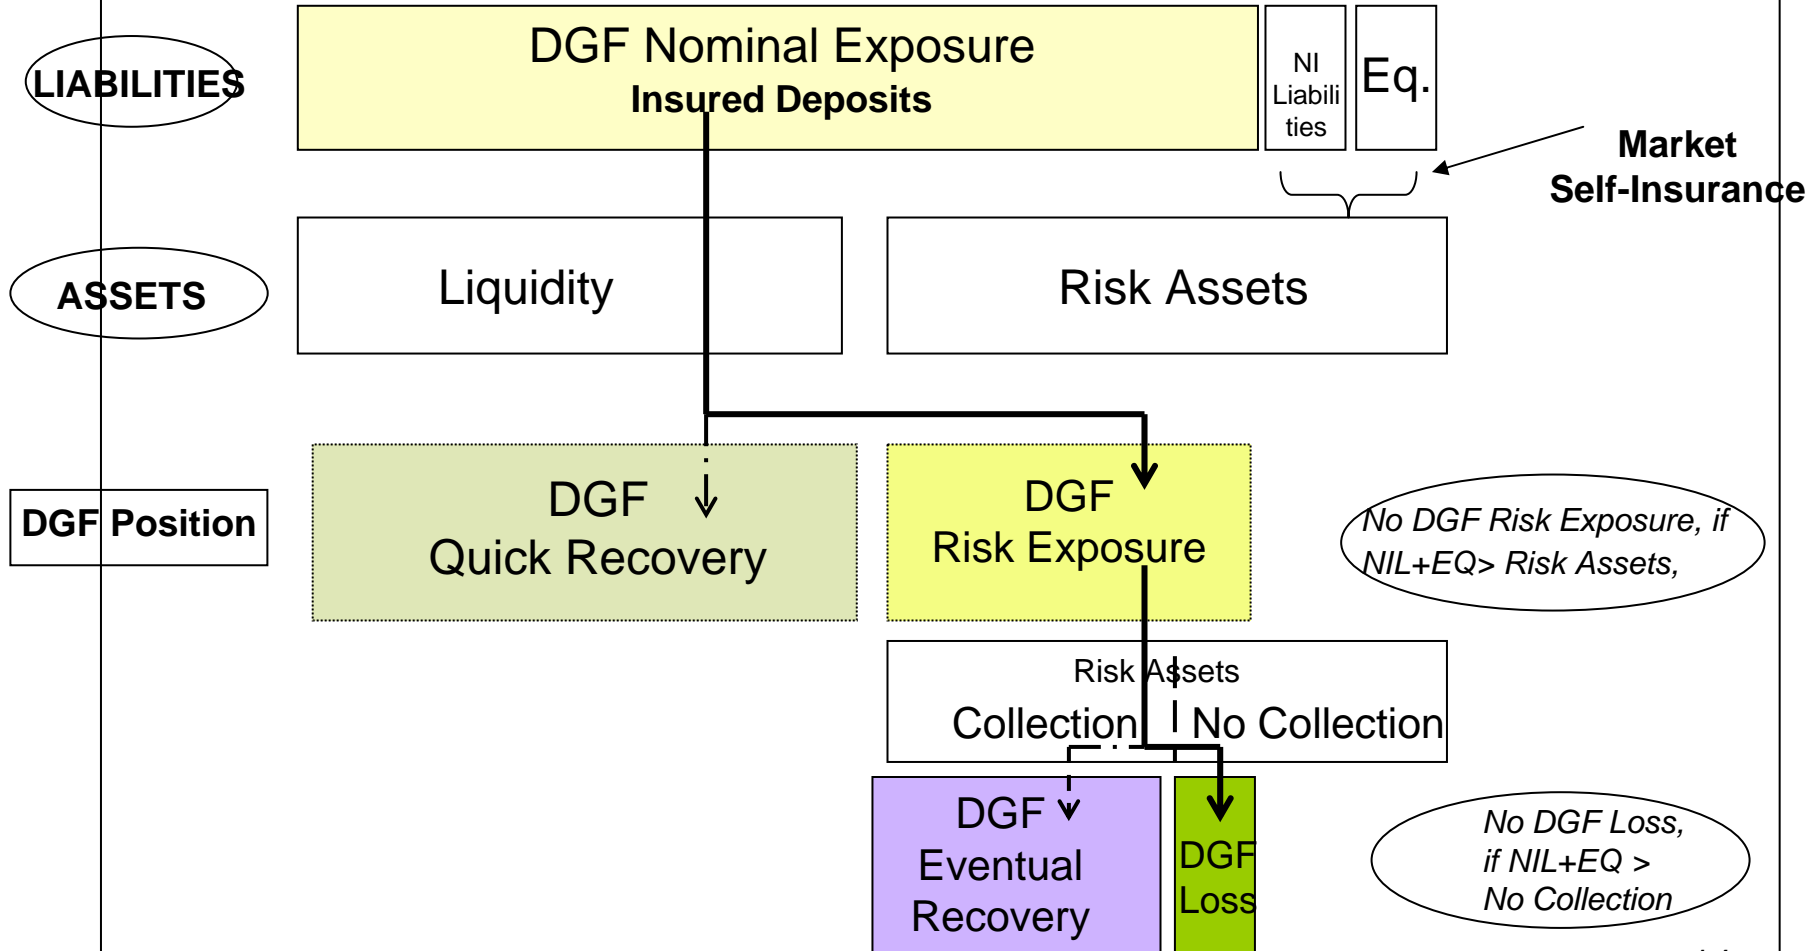 DGF Nominal Exposure
Insured Deposits
NI
Liabili
ties
Eq.
LIABILITIES
Market
Self-Insurance
ASSETS
Liquidity
Risk Assets
DGF Position
DGF
Quick Recovery
DGF
Risk Exposure
No DGF Risk Exposure, if
NIL+EQ> Risk Assets,
Risk Assets
Collection
No Collection
DGF
Eventual
Recovery
DGF
Loss
No DGF Loss,
if NIL+EQ >
No Collection